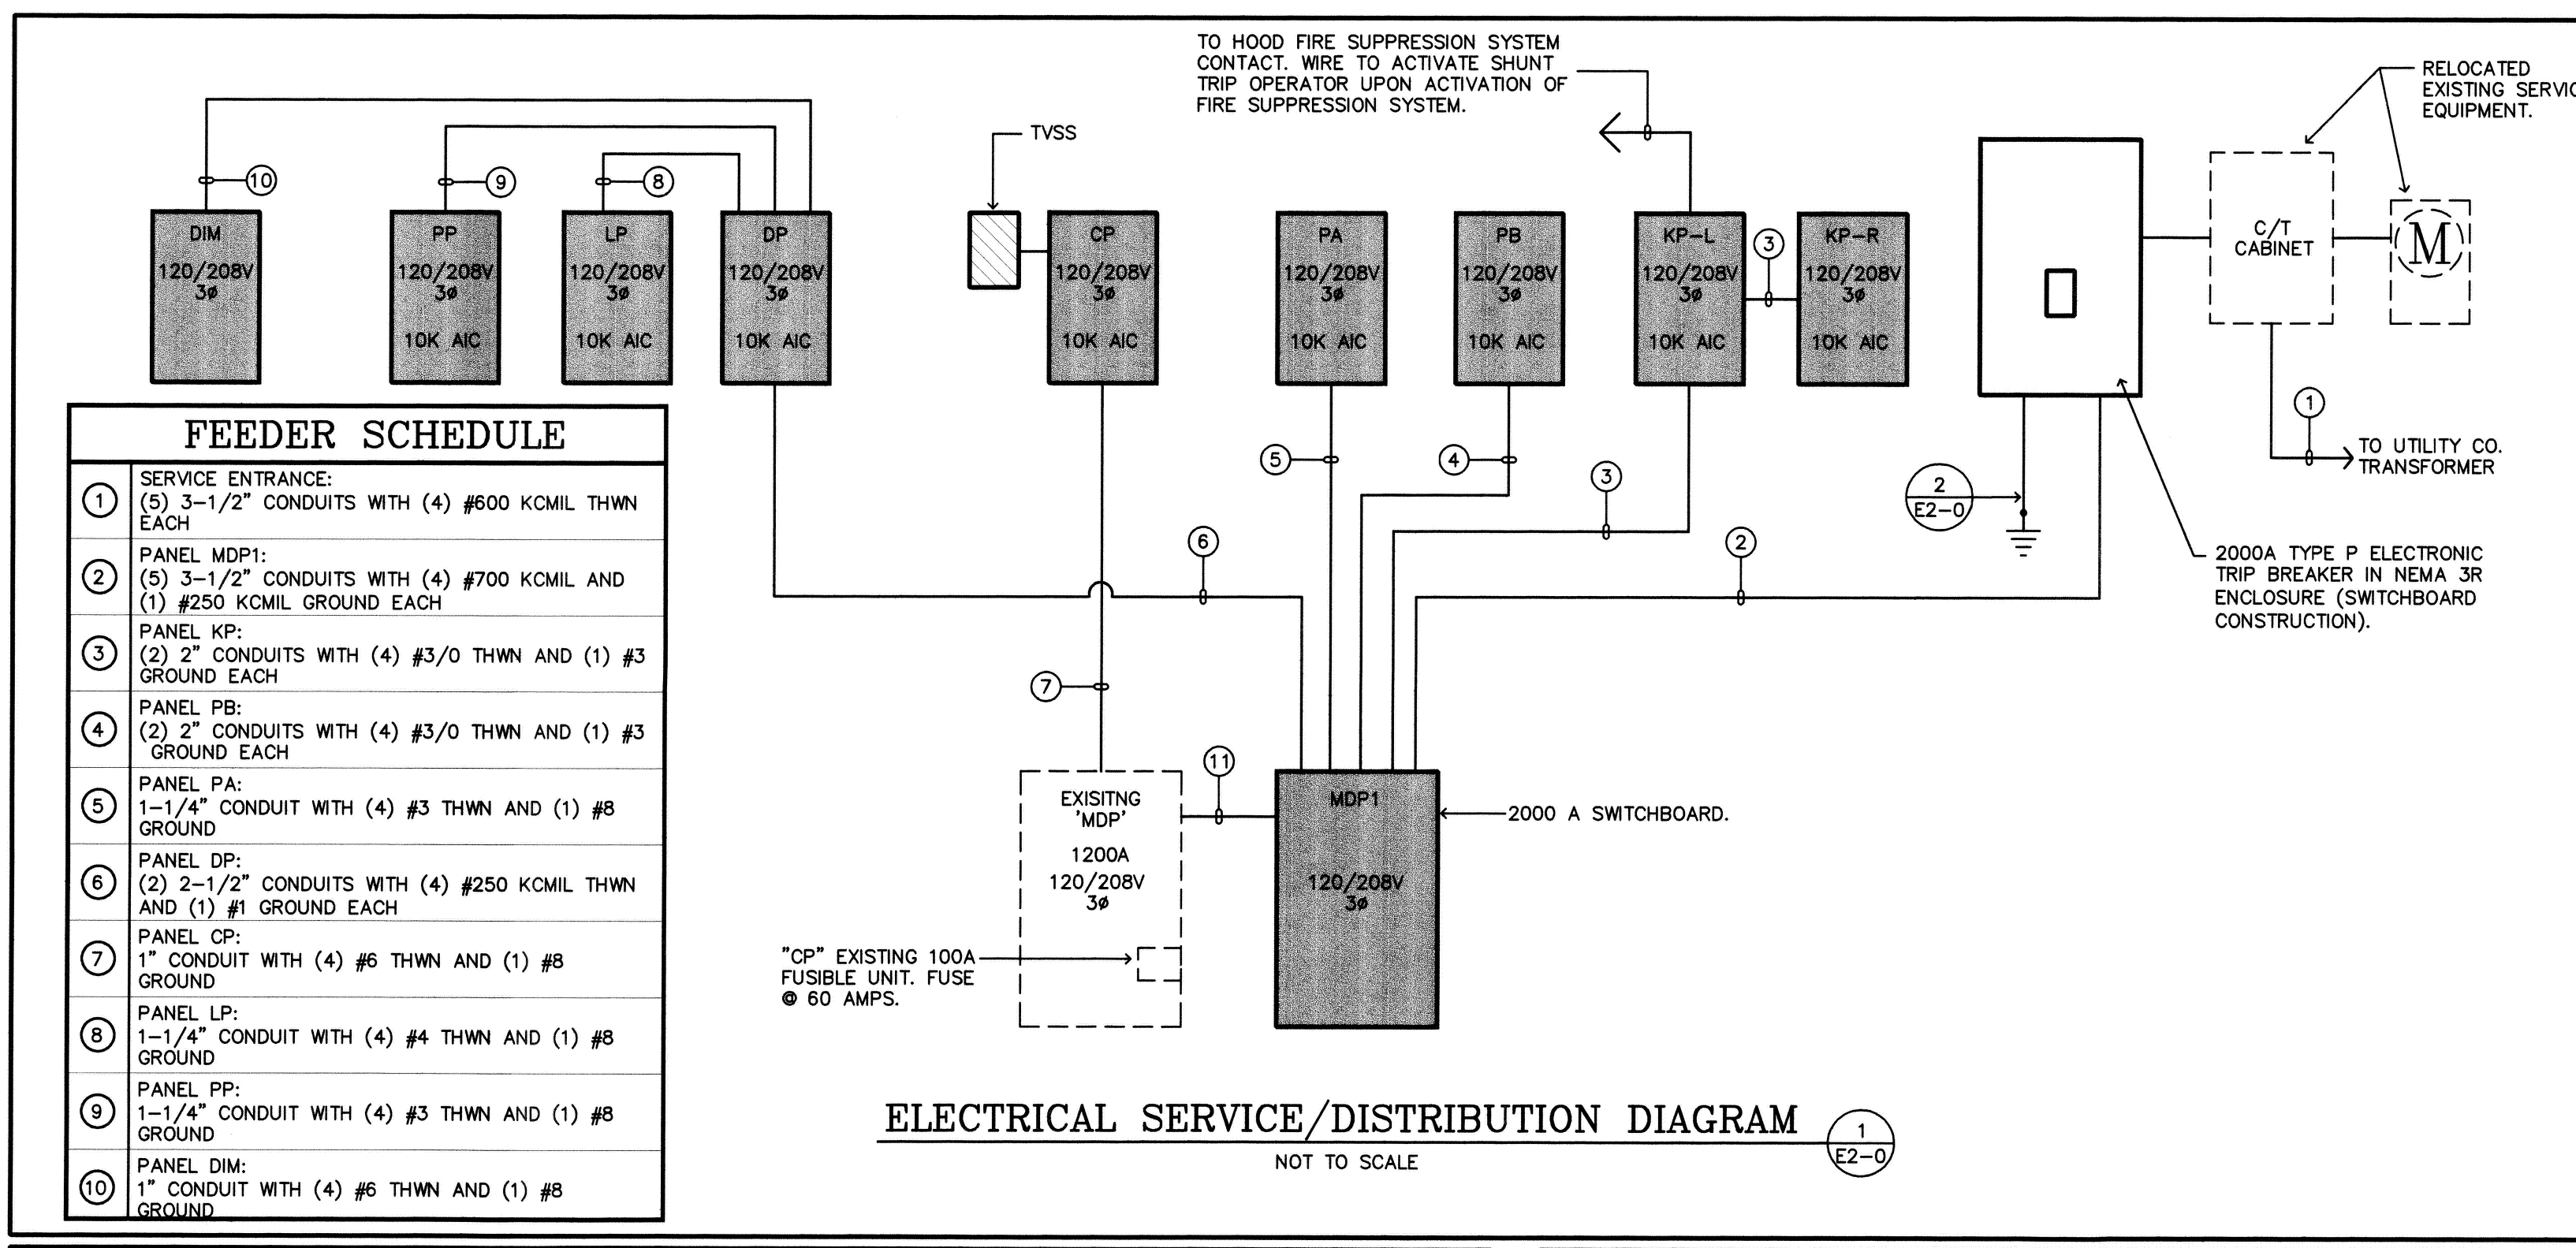 TO HOOD FIRE SUPPRESSION SYSTEM
CONTACT. WIRE TO ACTIVATE SHUNT
TRIP OPERATOR UPON ACTIVATION OF
FIRE SUPPRESSION SYSTEM.
RELOCATED
EXISTING
EQUIPMENT.
TVSS
10
9
8
DIM
120/208V
3ø
PP
120/208V
3ø
10K AIC
LP
120/208V
3ø
10K AIC
DP
120/208V
3ø
10K AIC
CP
120/208V
3ø
10K AIC
PA
120/208V
3ø
10K AIC
PB
120/208V
3ø
10K AIC
KP-L
120/208V
3ø
10K AIC
3
KP-R
120/208V
3ø
10K AIC
C/T
CABINET
M
1
TO UTILITY CO.
TRANSFORMER
2
E2-0
2000A TYPE P ELECTRONIC
TRIP BREAKER IN NEMA 3R
ENCLOSURE (SWITCHBOARD
CONSTRUCTION).
5
4
3
6
2
7
11
EXISITNG
'MDP'
1200A
120/208V
3ø
MDP1
120/208V
3ø
2000 A SWITCHBOARD.
"CP" EXISTING 100A
FUSIBLE UNIT. FUSE
@ 60 AMPS.
FEEDER SCHEDULE
1
SERVICE ENTRANCE:
(5) 3-1/2" CONDUITS WITH (4) #600 KCMIL THWN
EACH
2
PANEL MDP1:
(5) 3-1/2" CONDUITS WITH (4) #700 KCMIL AND
(1) #250 KCMIL GROUND EACH
3
PANEL KP:
(2) 2" CONDUITS WITH (4) #3/0 THWN AND (1) #3
GROUND EACH
4
PANEL PB:
(2) 2" CONDUITS WITH (4) #3/0 THWN AND (1) #3
GROUND EACH
5
PANEL PA:
1-1/4" CONDUIT WITH (4) #3 THWN AND (1) #8
GROUND
6
PANEL DP:
(2) 2-1/2" CONDUITS WITH (4) #250 KCMIL THWN
AND (1) #1 GROUND EACH
7
PANEL CP:
1" CONDUIT WITH (4) #6 THWN AND (1) #8
GROUND
8
PANEL LP:
1-1/4" CONDUIT WITH (4) #4 THWN AND (1) #8
GROUND
9
PANEL PP:
1-1/4" CONDUIT WITH (4) #3 THWN AND (1) #8
GROUND
10
PANEL DIM:
1" CONDUIT WITH (4) #6 THWN AND (1) #8
GROUND
ELECTRICAL SERVICE/DISTRIBUTION DIAGRAM
NOT TO SCALE
1
E2-0